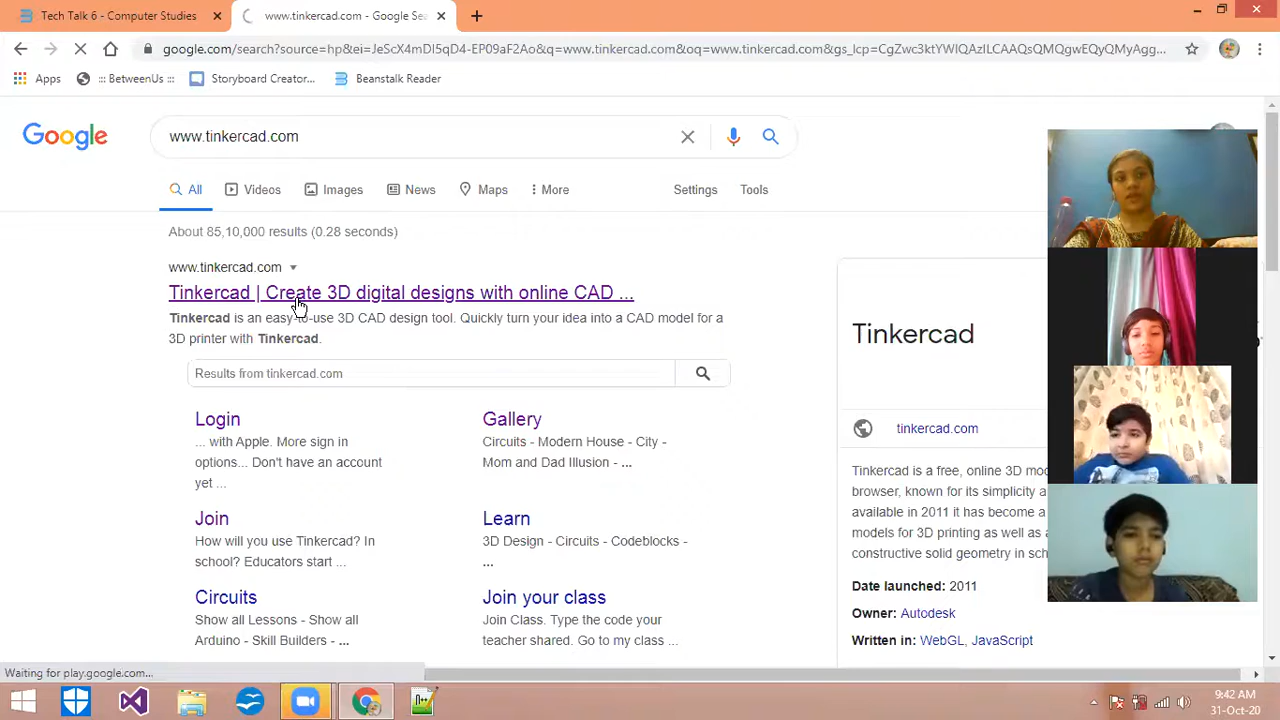 Tech Talk 6 - Computer Studies
www.tinkercad.com - Google Sea
google.com/search?source=hp&ei=JeScX4mDI5qD4-EP09aF2Ao&q=www.tinkercad.com&oq=www.tinkercad.com&gs_lcp=CgZwc3ktYWIQAzILCAAQsQMQgwEQyQMyAgg...
Apps
::: BetweenUs :::
Storyboard Creator...
Beanstalk Reader
Google
www.tinkercad.com
All
Videos
Images
News
Maps
More
Settings
Tools
About 85,10,000 results (0.28 seconds)
www.tinkercad.com
Tinkercad | Create 3D digital designs with online CAD ...
Tinkercad is an easy-to-use 3D CAD design tool. Quickly turn your idea into a CAD model for a
3D printer with Tinkercad.
Results from tinkercad.com
Login
... with Apple. More sign in
options... Don't have an account
yet ...
Gallery
Circuits - Modern House - City -
Mom and Dad Illusion - ...
Join
How will you use Tinkercad? In
school? Educators start ...
Learn
3D Design - Circuits - Codeblocks -
...
Circuits
Show all Lessons - Show all
Arduino - Skill Builders - ...
Join your class
Join Class. Type the code your
teacher shared. Go to my class ...
Tinkercad
tinkercad.com
Tinkercad is a free, online 3D mo
browser, known for its simplicity a
available in 2011 it has become a
models for 3D printing as well as
constructive solid geometry in sch
Date launched: 2011
Owner: Autodesk
Written in: WebGL, JavaScript
Waiting for play.google.com...
9:42 AM
31-Oct-20